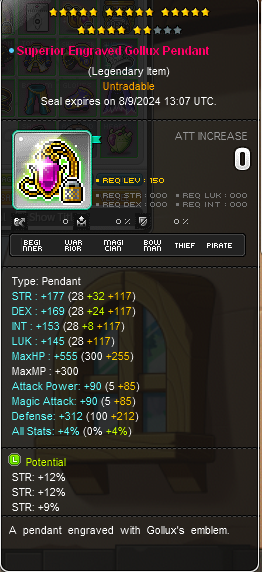 Superior Engraved Gollux Pendant
(Legendary Item)
Untradable
Seal expires on 8/9/2024 13:07 UTC.
ATT INCREASE
0
REQ LEV : 150
REQ STR : 000 REQ LUK : 000
REQ DEX : 000 REQ INT : 000
0 0 % 0 %
BEGINNER WARRIOR MAGICIAN BOWMAN THIEF PIRATE
Type: Pendant
STR : +177 (28 +32 +117)
DEX : +169 (28 +24 +117)
INT : +153 (28 +8 +117)
LUK : +145 (28 +117)
MaxHP : +555 (300 +255)
MaxMP : +300
Attack Power: +90 (5 +85)
Magic Attack: +90 (5 +85)
Defense: +312 (100 +212)
All Stats: +4% (0% +4%)
L Potential
STR: +12%
STR: +12%
STR: +9%
A pendant engraved with Gollux's emblem.